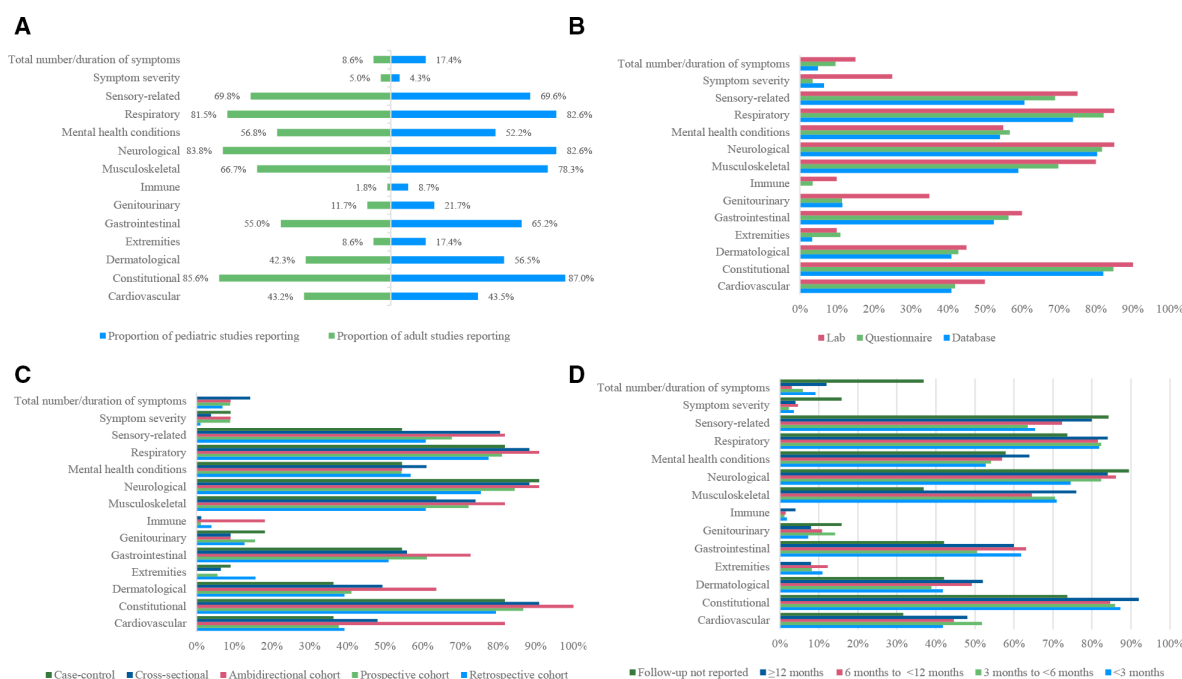 A
Total number/duration of symptoms 8.6% 17.4%
Symptom severity 5.0% 4.3%
Sensory-related 69.8% 69.6%
Respiratory 81.5% 82.6%
Mental health conditions 56.8% 52.2%
Neurological 83.8% 82.6%
Musculoskeletal 66.7% 78.3%
Immune 1.8% 8.7%
Genitourinary 11.7% 21.7%
Gastrointestinal 55.0% 65.2%
Extremities 8.6% 17.4%
Dermatological 42.3% 56.5%
Constitutional 85.6% 87.0%
Cardiovascular 43.2% 43.5%
Proportion of pediatric studies reporting Proportion of adult studies reporting
B
Total number/duration of symptoms
Symptom severity
Sensory-related
Respiratory
Mental health conditions
Neurological
Musculoskeletal
Immune
Genitourinary
Gastrointestinal
Extremities
Dermatological
Constitutional
Cardiovascular
0% 10% 20% 30% 40% 50% 60% 70% 80% 90% 100%
Lab Questionnaire Database
C
Total number/duration of symptoms
Symptom severity
Sensory-related
Respiratory
Mental health conditions
Neurological
Musculoskeletal
Immune
Genitourinary
Gastrointestinal
Extremities
Dermatological
Constitutional
Cardiovascular
0% 10% 20% 30% 40% 50% 60% 70% 80% 90% 100%
Case-control Cross-sectional Ambidirectional cohort Prospective cohort Retrospective cohort
D
Total number/duration of symptoms
Symptom severity
Sensory-related
Respiratory
Mental health conditions
Neurological
Musculoskeletal
Immune
Genitourinary
Gastrointestinal
Extremities
Dermatological
Constitutional
Cardiovascular
0% 10% 20% 30% 40% 50% 60% 70% 80% 90% 100%
Follow-up not reported ≥12 months 6 months to <12 months 3 months to <6 months <3 months